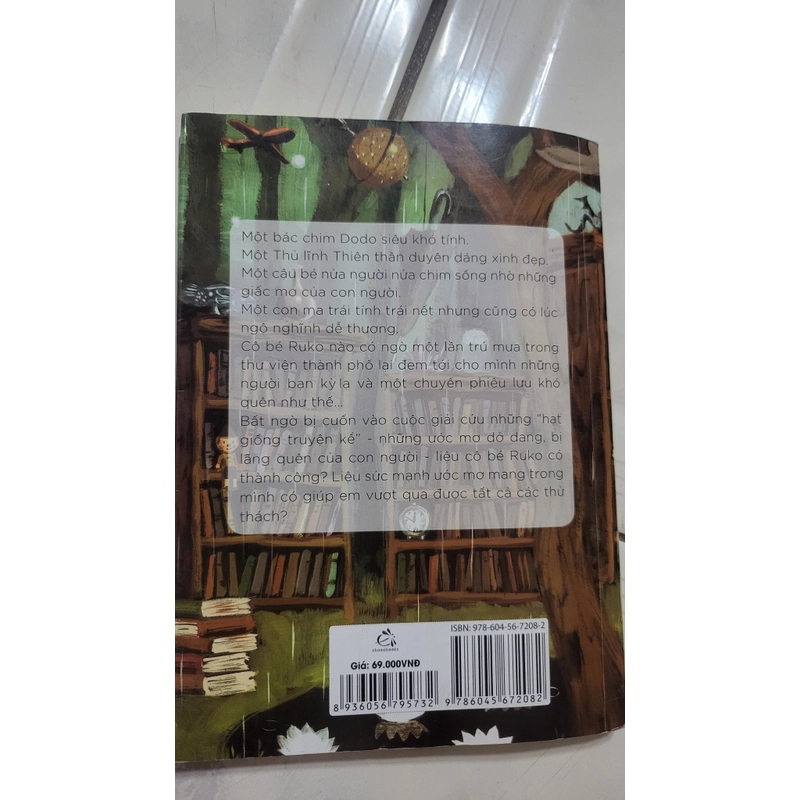 Một bác chim Dodo siêu khó tính.
Một Thủ lĩnh Thiên thần duyên dáng xinh đẹp.
Một cậu bé nửa người nửa chim sống nhờ những
giấc mơ của con người.
Một con ma trái tính trái nết nhưng cũng có lúc
ngộ nghĩnh dễ thương.
Cô bé Ruko nào có ngờ một lần trú mưa trong
thư viện thành phố lại đem tới cho mình những
người bạn kỳ lạ và một chuyến phiêu lưu khó
quên như thế...
Bất ngờ bị cuốn vào cuộc giải cứu những “hạt
giống truyện kể” - những ước mơ dở dang, bị
lãng quên của con người - liệu cô bé Ruko có
thành công? Liệu sức mạnh ước mơ mang trong
mình có giúp em vượt qua được tất cả các thử
thách?
ISBN: 978-604-56-7208-2
Giá: 69.000VNĐ
8 936056 795732
9 786045 672082